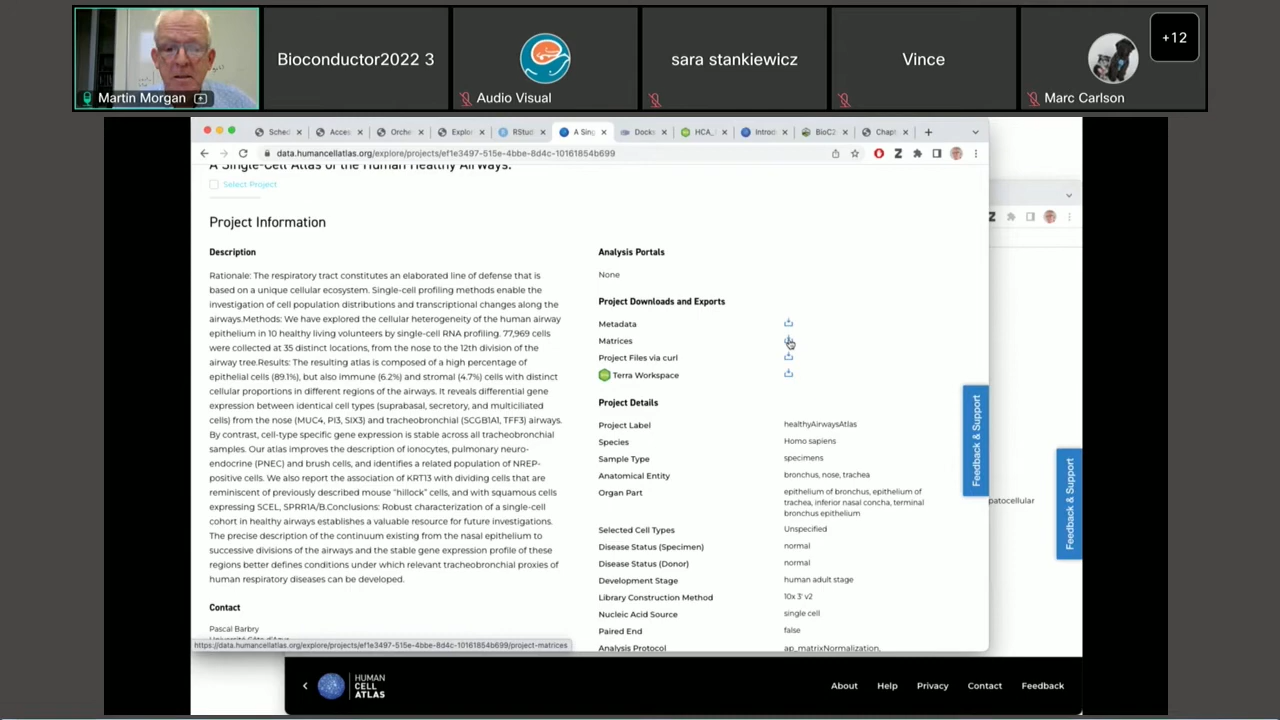 Martin Morgan
Bioconductor2022 3
Audio Visual
sara stankiewicz
Vince
Marc Carlson
+12
Sched
Acces
Orche
Explo
RStud
A Sing
Docke
HCA_
Introd
BioC2
Chapt
data.humancellatlas.org/explore/projects/ef1e3497-515e-4bbe-8d4c-10161854b699
A Single-Cell Atlas of the Human Healthy Airways.
Select Project
Project Information
Description
Rationale: The respiratory tract constitutes an elaborated line of defense that is
based on a unique cellular ecosystem. Single-cell profiling methods enable the
investigation of cell population distributions and transcriptional changes along the
airways.Methods: We have explored the cellular heterogeneity of the human airway
epithelium in 10 healthy living volunteers by single-cell RNA profiling. 77,969 cells
were collected at 35 distinct locations, from the nose to the 12th division of the
airway tree.Results: The resulting atlas is composed of a high percentage of
epithelial cells (89.1%), but also immune (6.2%) and stromal (4.7%) cells with distinct
cellular proportions in different regions of the airways. It reveals differential gene
expression between identical cell types (suprabasal, secretory, and multiciliated
cells) from the nose (MUC4, PI3, SIX3) and tracheobronchial (SCGB1A1, TFF3) airways.
By contrast, cell-type specific gene expression is stable across all tracheobronchial
samples. Our atlas improves the description of ionocytes, pulmonary neuro-
endocrine (PNEC) and brush cells, and identifies a related population of NREP-
positive cells. We also report the association of KRT13 with dividing cells that are
reminiscent of previously described mouse "hillock" cells, and with squamous cells
expressing SCEL, SPRR1A/B.Conclusions: Robust characterization of a single-cell
cohort in healthy airways establishes a valuable resource for future investigations.
The precise description of the continuum existing from the nasal epithelium to
successive divisions of the airways and the stable gene expression profile of these
regions better defines conditions under which relevant tracheobronchial proxies of
human respiratory diseases can be developed.
Contact
Pascal Barbry
Université Côte d'Azur
https://data.humancellatlas.org/explore/projects/ef1e3497-515e-4bbe-8d4c-10161854b699/project-matrices
Analysis Portals
None
Project Downloads and Exports
Metadata
Matrices
Project Files via curl
Terra Workspace
Project Details
Project Label healthyAirwaysAtlas
Species Homo sapiens
Sample Type specimens
Anatomical Entity bronchus, nose, trachea
Organ Part epithelium of bronchus, epithelium of
trachea, inferior nasal concha, terminal
bronchus epithelium
Selected Cell Types Unspecified
Disease Status (Specimen) normal
Disease Status (Donor) normal
Development Stage human adult stage
Library Construction Method 10x 3' v2
Nucleic Acid Source single cell
Paired End false
Analysis Protocol ap_matrixNormalization,
Feedback & Support
patocellular
Feedback & Support
HUMAN
CELL
ATLAS
About
Help
Privacy
Contact
Feedback